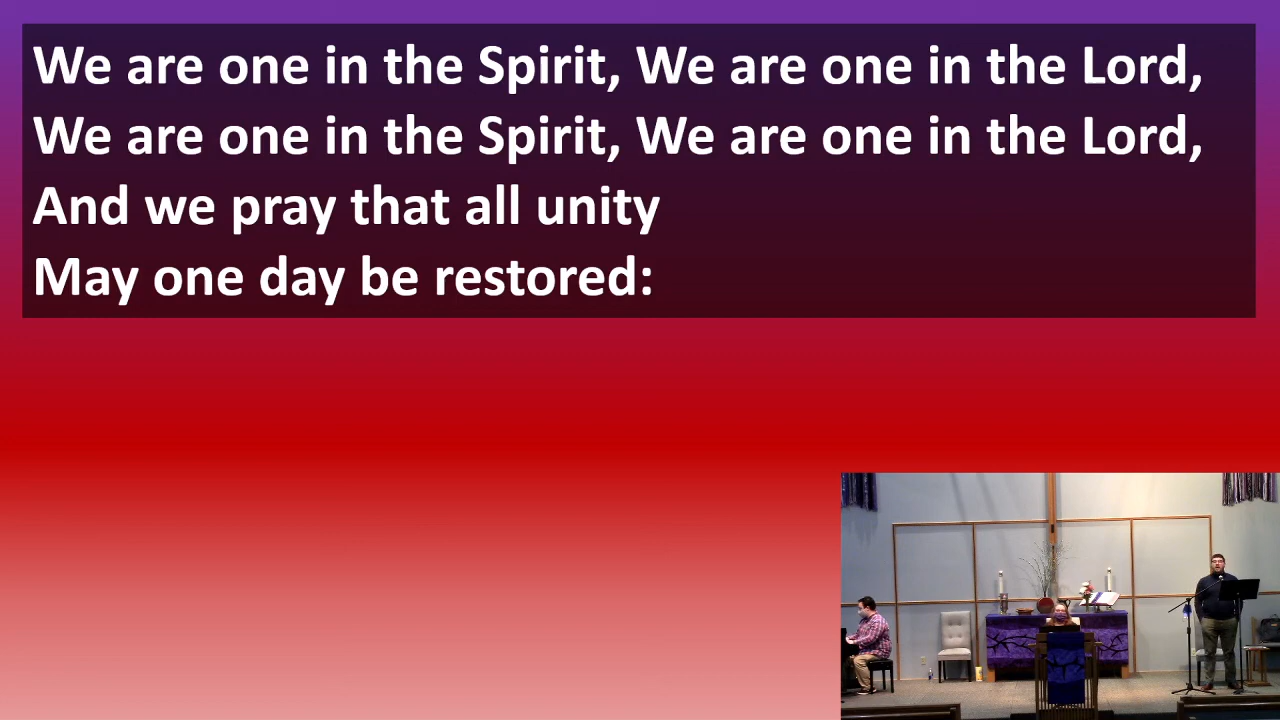 We are one in the Spirit, We are one in the Lord,
We are one in the Spirit, We are one in the Lord,
And we pray that all unity
May one day be restored: